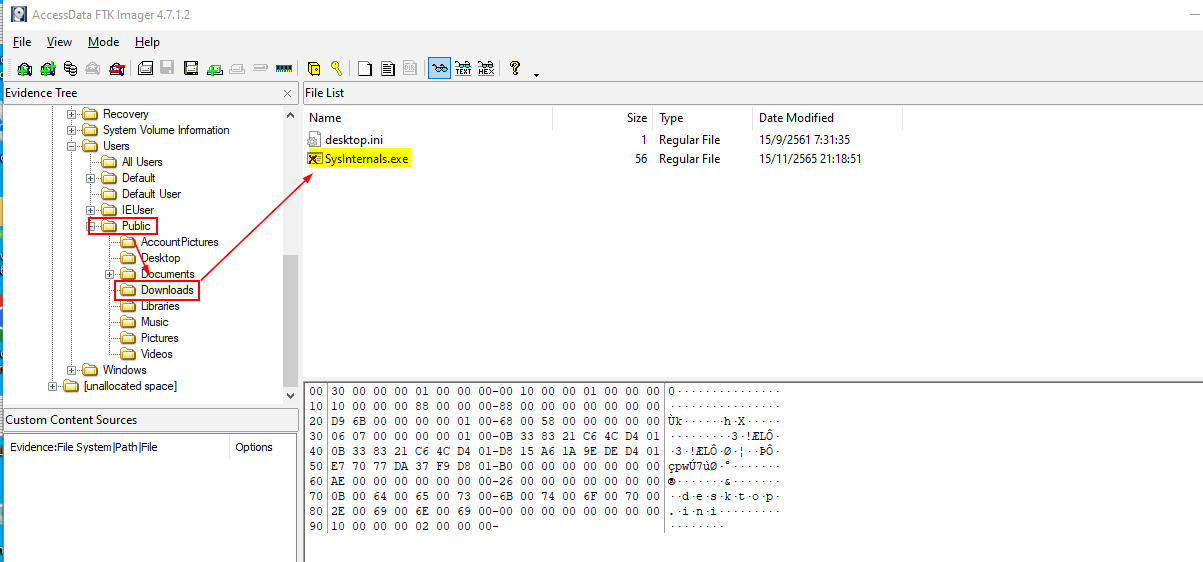 AccessData FTK Imager 4.7.1.2
File View Mode Help
Evidence Tree
Recovery
System Volume Information
Users
All Users
Default
Default User
IEUser
Public
AccountPictures
Desktop
Documents
Downloads
Libraries
Music
Pictures
Videos
Windows
[unallocated space]
Custom Content Sources
Evidence:File System|Path|File Options
File List
Name Size Type Date Modified
desktop.ini 1 Regular File 15/9/2561 7:31:35
SysInternals.exe 56 Regular File 15/11/2565 21:18:51
00 30 00 00 00 01 00 00 00-00 10 00 00 01 00 00 00 0···············
10 10 00 00 00 88 00 00 00-88 00 00 00 00 00 00 00 ················
20 D9 6B 00 00 00 00 01 00-68 00 58 00 00 00 00 00 Ùk······h·X·····
30 06 07 00 00 00 00 01 00-0B 33 83 21 C6 4C D4 01 ·········3·!ÆLÔ·
40 0B 33 83 21 C6 4C D4 01-D8 15 A6 1A 9E DE D4 01 ·3·!ÆLÔ·Ø·¦··ÞÔ·
50 E7 70 77 DA 37 F9 D8 01-B0 00 00 00 00 00 00 00 çpwÚ7ùØ·°·······
60 AE 00 00 00 00 00 00 00-26 00 00 00 00 00 00 00 ®·······&·······
70 0B 00 64 00 65 00 73 00-6B 00 74 00 6F 00 70 00 ··d·e·s·k·t·o·p·
80 2E 00 69 00 6E 00 69 00-00 00 00 00 00 00 00 00 .·i·n·i·········
90 10 00 00 00 02 00 00 00- ········